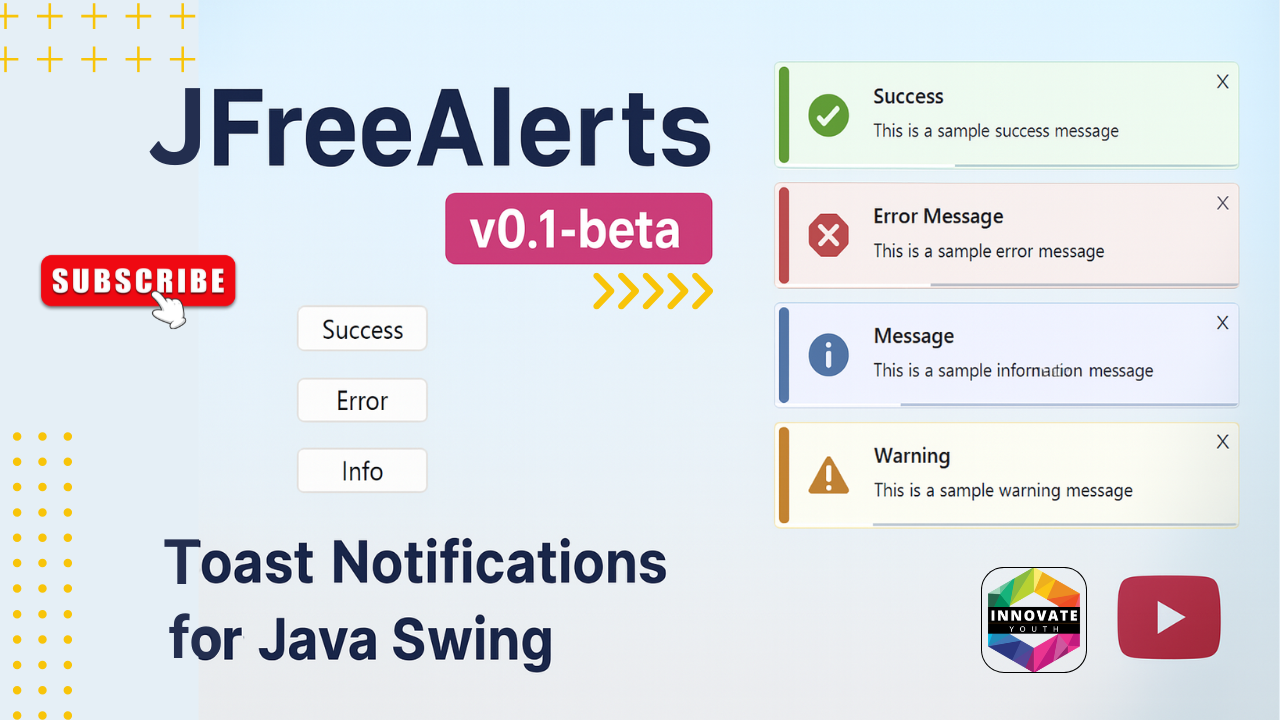 JFreeAlerts
v0.1-beta
SUBSCRIBE
Success
Error
Info
Toast Notifications
for Java Swing
Success
X
This is a sample success message
Error Message
X
This is a sample error message
Message
X
This is a sample information message
Warning
X
This is a sample warning message
INNOVATE
YOUTH